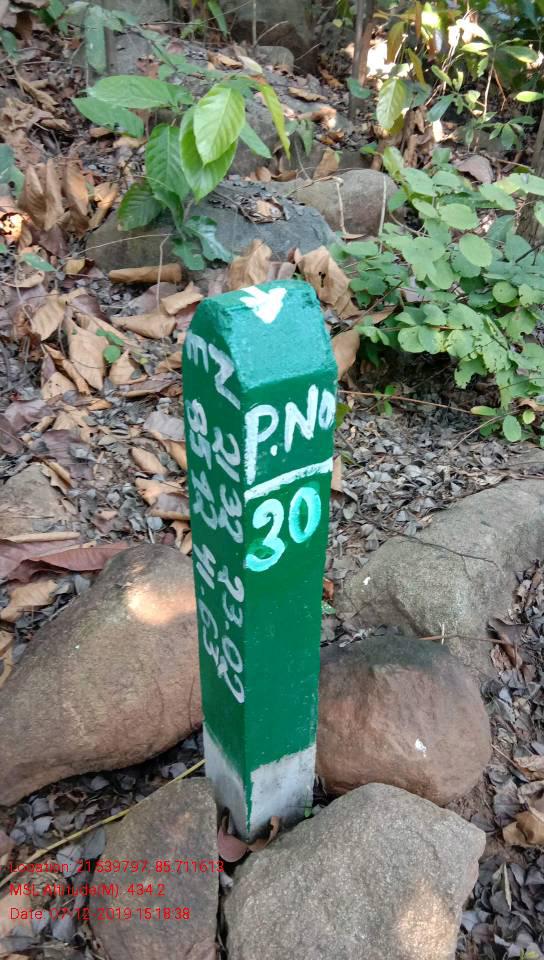 P.NO
30
N 21 32 23.02
E 85 42 41.63
Location: 21.539797, 85.711613
MSL Altitude(M): 434.2
Date: 07-12-2019 15:18:38